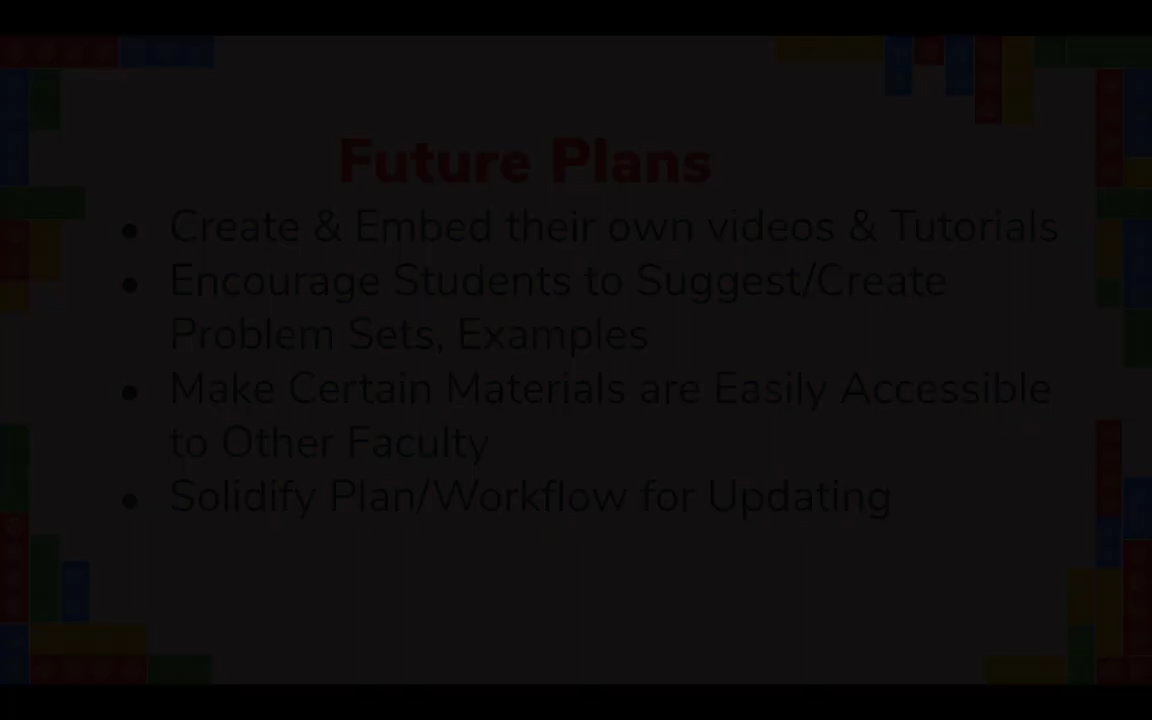 Future Plans
● Create & Embed their own videos & Tutorials
● Encourage Students to Suggest/Create
Problem Sets, Examples
● Make Certain Materials are Easily Accessible
to Other Faculty
● Solidify Plan/Workflow for Updating